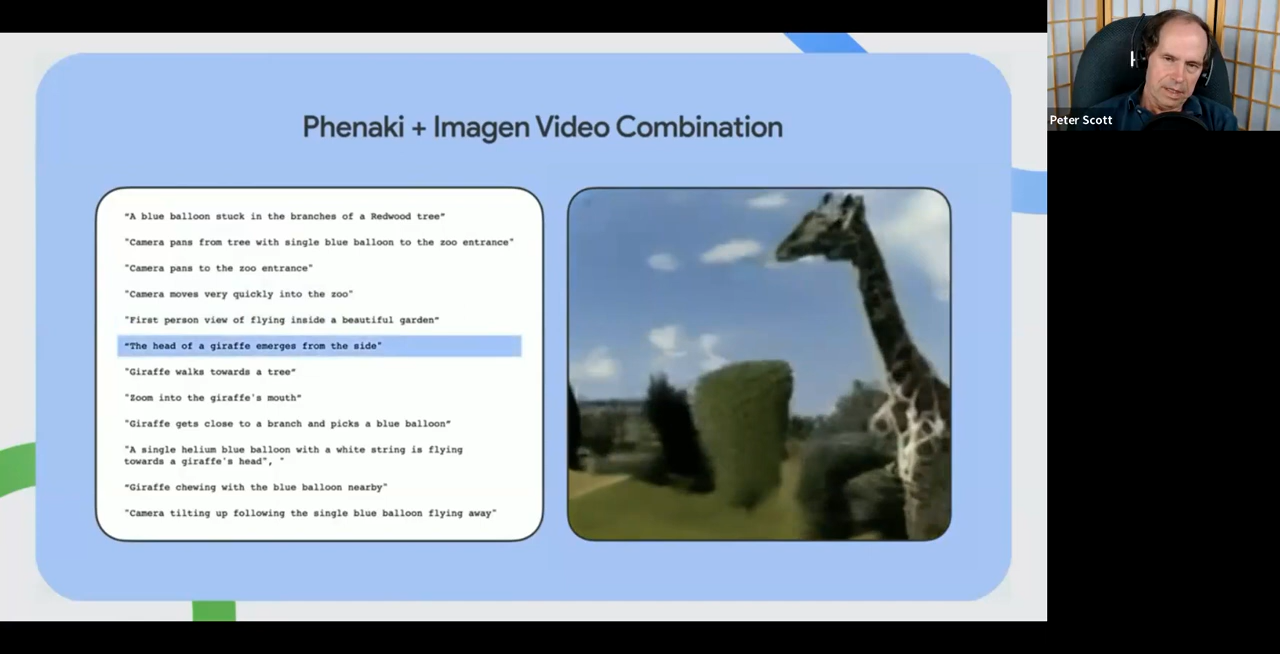 Phenaki + Imagen Video Combination
“A blue balloon stuck in the branches of a Redwood tree”
"Camera pans from tree with single blue balloon to the zoo entrance"
"Camera pans to the zoo entrance"
"Camera moves very quickly into the zoo"
"First person view of flying inside a beautiful garden”
“The head of a giraffe emerges from the side"
"Giraffe walks towards a tree”
"Zoom into the giraffe's mouth”
"Giraffe gets close to a branch and picks a blue balloon”
"A single helium blue balloon with a white string is flying
towards a giraffe's head", "
“Giraffe chewing with the blue balloon nearby"
"Camera tilting up following the single blue balloon flying away"
Peter Scott